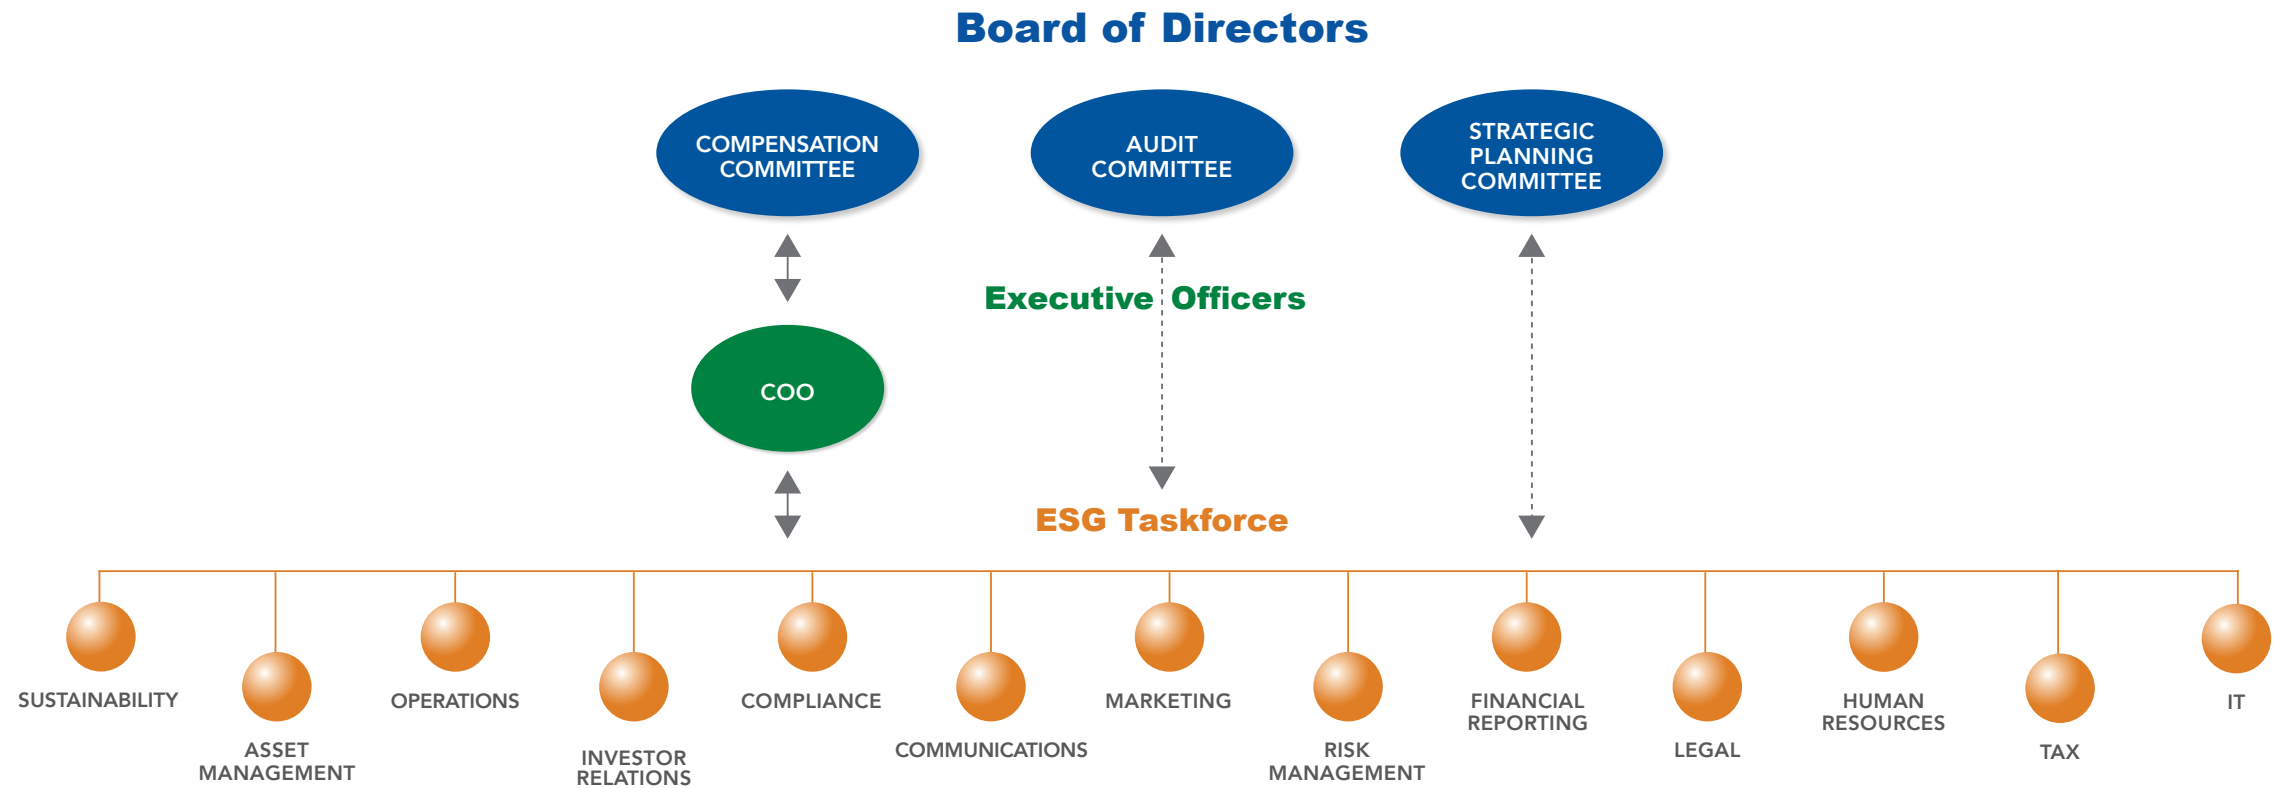 Board of Directors
COMPENSATION
COMMITTEE
AUDIT
COMMITTEE
STRATEGIC
PLANNING
COMMITTEE
Executive Officers
COO
ESG Taskforce
SUSTAINABILITY
ASSET
MANAGEMENT
OPERATIONS
INVESTOR
RELATIONS
COMPLIANCE
COMMUNICATIONS
MARKETING
RISK
MANAGEMENT
FINANCIAL
REPORTING
LEGAL
HUMAN
RESOURCES
TAX
IT